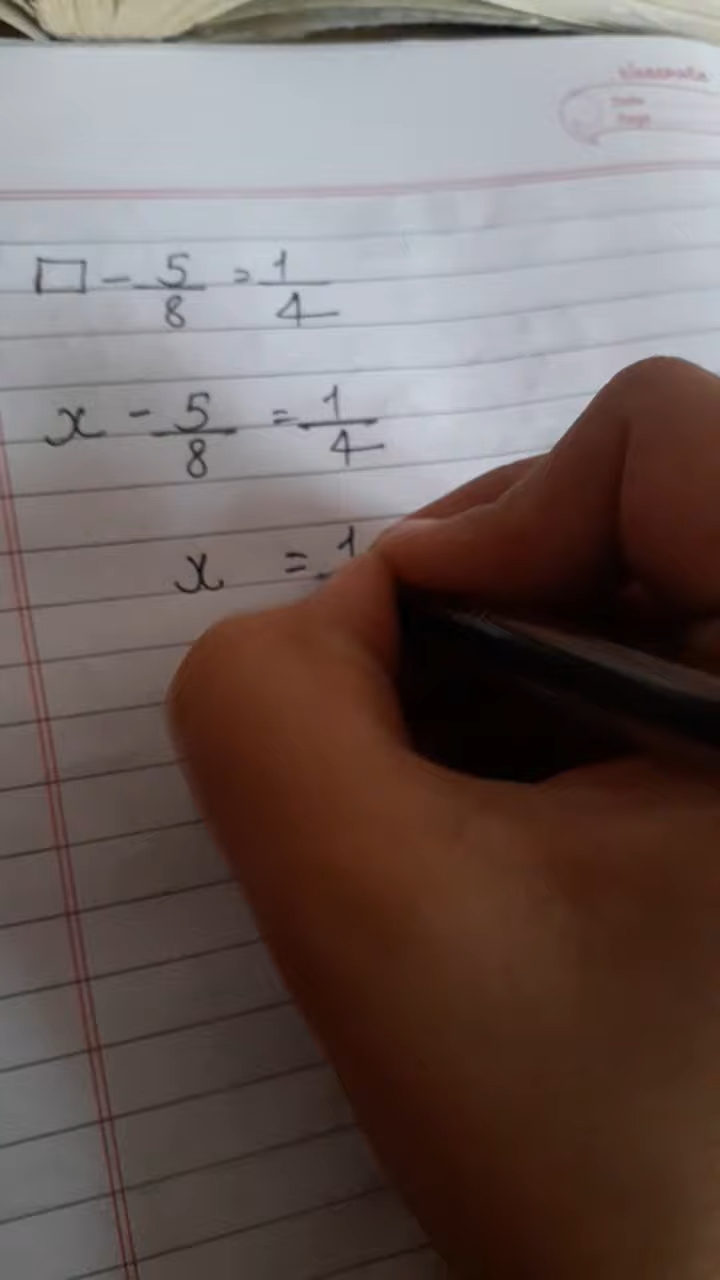 □ - 5/8 = 1/4
x - 5/8 = 1/4
x = 1